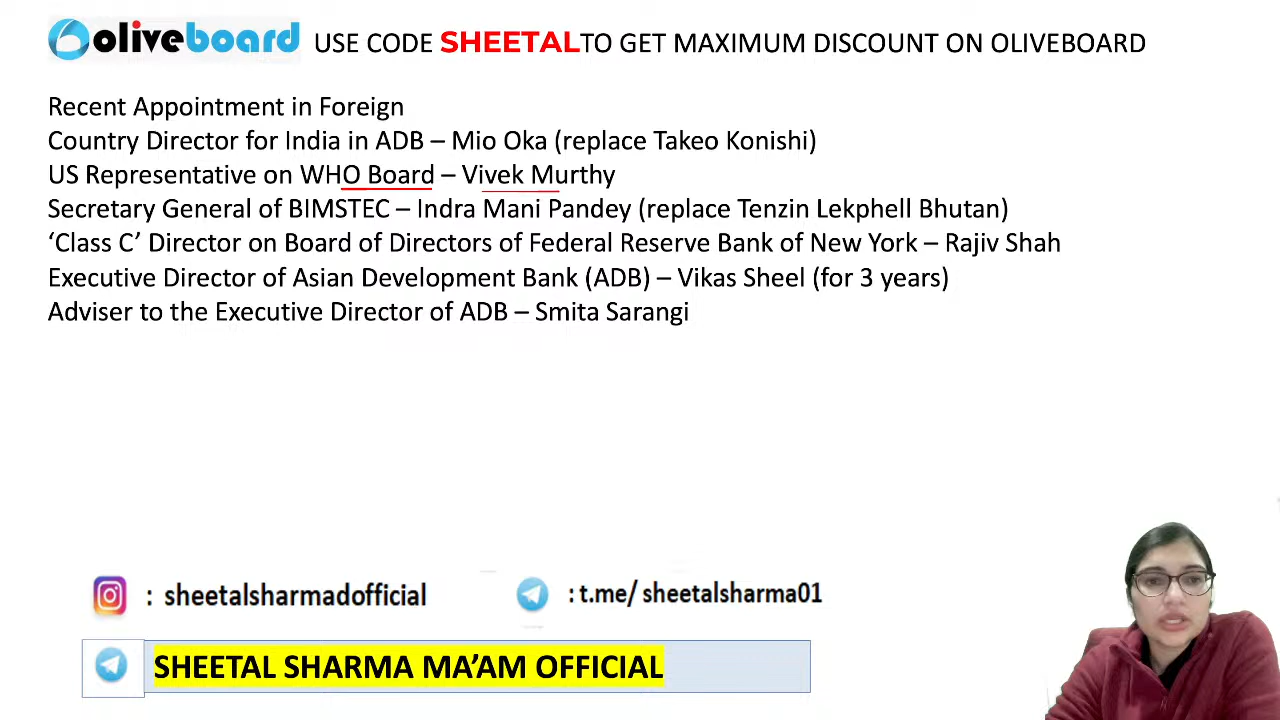 oliveboard USE CODE SHEETAL TO GET MAXIMUM DISCOUNT ON OLIVEBOARD
Recent Appointment in Foreign
Country Director for India in ADB – Mio Oka (replace Takeo Konishi)
US Representative on WHO Board – Vivek Murthy
Secretary General of BIMSTEC – Indra Mani Pandey (replace Tenzin Lekphell Bhutan)
‘Class C’ Director on Board of Directors of Federal Reserve Bank of New York – Rajiv Shah
Executive Director of Asian Development Bank (ADB) – Vikas Sheel (for 3 years)
Adviser to the Executive Director of ADB – Smita Sarangi
: sheetalsharmadofficial : t.me/ sheetalsharma01
SHEETAL SHARMA MA’AM OFFICIAL